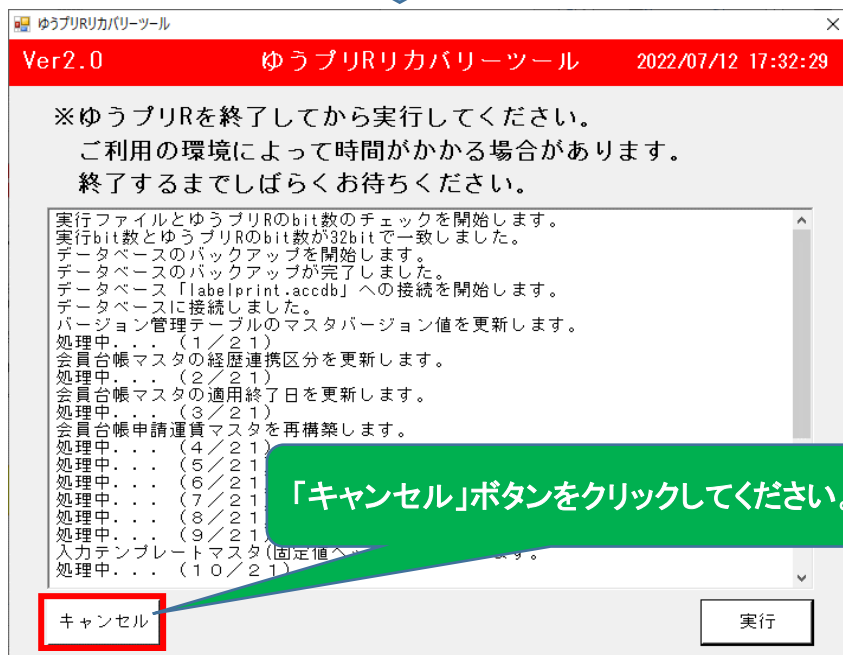 ゆうプリRリカバリーツール
Ver2.0 ゆうプリRリカバリーツール 2022/07/12 17:32:29
※ゆうプリRを終了してから実行してください。
ご利用の環境によって時間がかかる場合があります。
終了するまでしばらくお待ちください。
実行ファイルとゆうプリRのbit数のチェックを開始します。
実行bit数とゆうプリRのbit数が32bitで一致しました。
データベースのバックアップを開始します。
データベースのバックアップが完了しました。
データベース「labelprint.accdb」への接続を開始します。
データベースに接続しました。
バージョン管理テーブルのマスタバージョン値を更新します。
処理中...（1／21）
会員台帳マスタの経歴連携区分を更新します。
処理中...（2／21）
会員台帳マスタの適用終了日を更新します。
処理中...（3／21）
会員台帳申請運賃マスタを再構築します。
処理中...（4／21）
処理中...（5／21
処理中...（6／21
処理中...（7／21
処理中...（8／21
処理中...（9／21）
入力テンプレートマスタ(固定値ヘッ ます。
処理中...（10／21）
「キャンセル」ボタンをクリックしてください。
キャンセル 実行